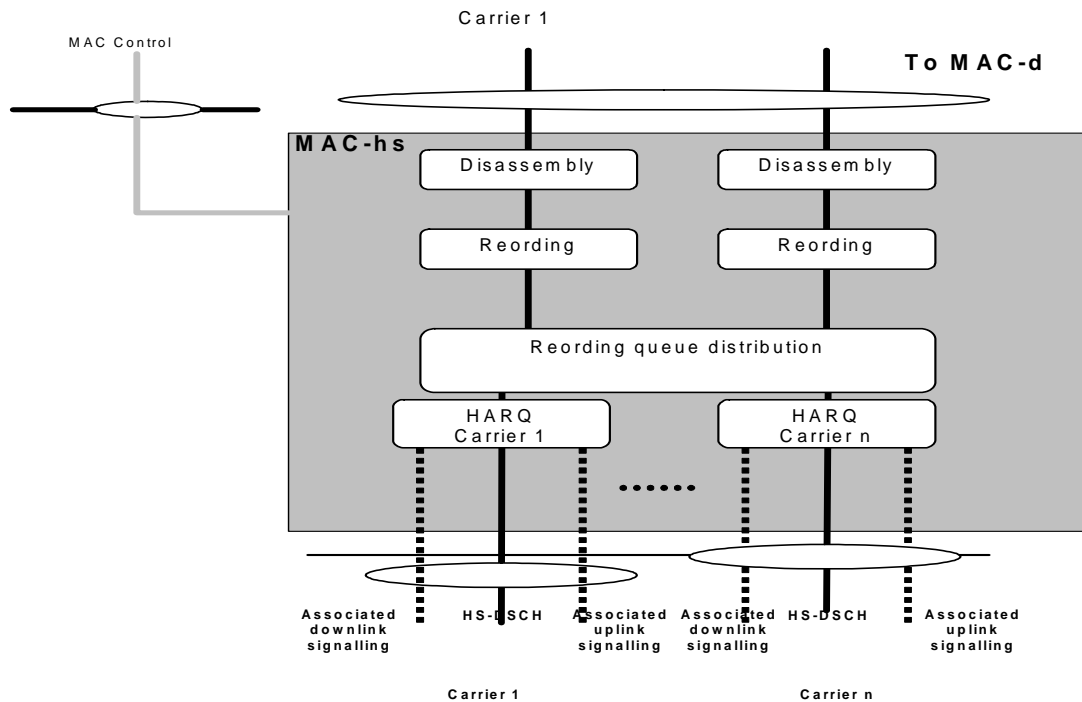 Carrier 1
MAC Control
To MAC-d
MAC-hs
Disassembly
Disassembly
Reording
Reording
Reording queue distribution
HARQ
Carrier 1
HARQ
Carrier n
Associated
downlink
signalling
HS-DSCH
Associated
uplink
signalling
Associated
downlink
signalling
HS-DSCH
Associated
uplink
signalling
Carrier 1
Carrier n